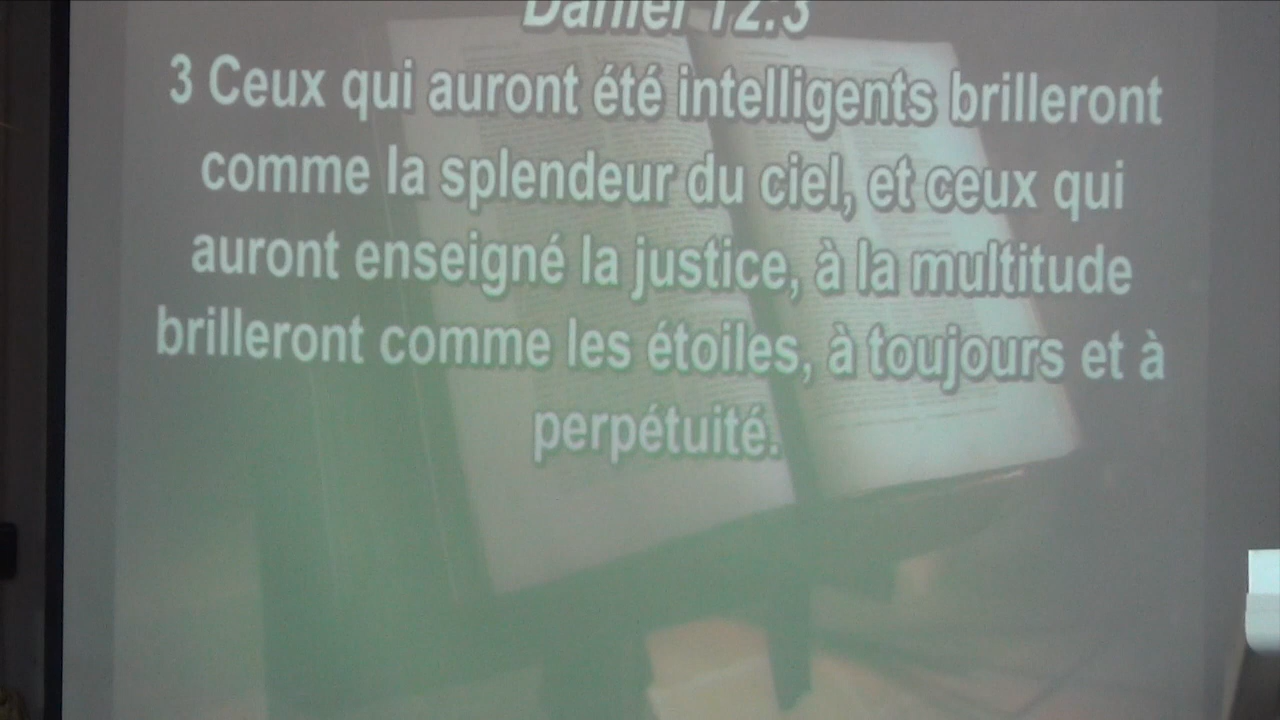 Daniel 12:3
3 Ceux qui auront été intelligents brilleront
comme la splendeur du ciel, et ceux qui
auront enseigné la justice, à la multitude
brilleront comme les étoiles, à toujours et à
perpétuité.